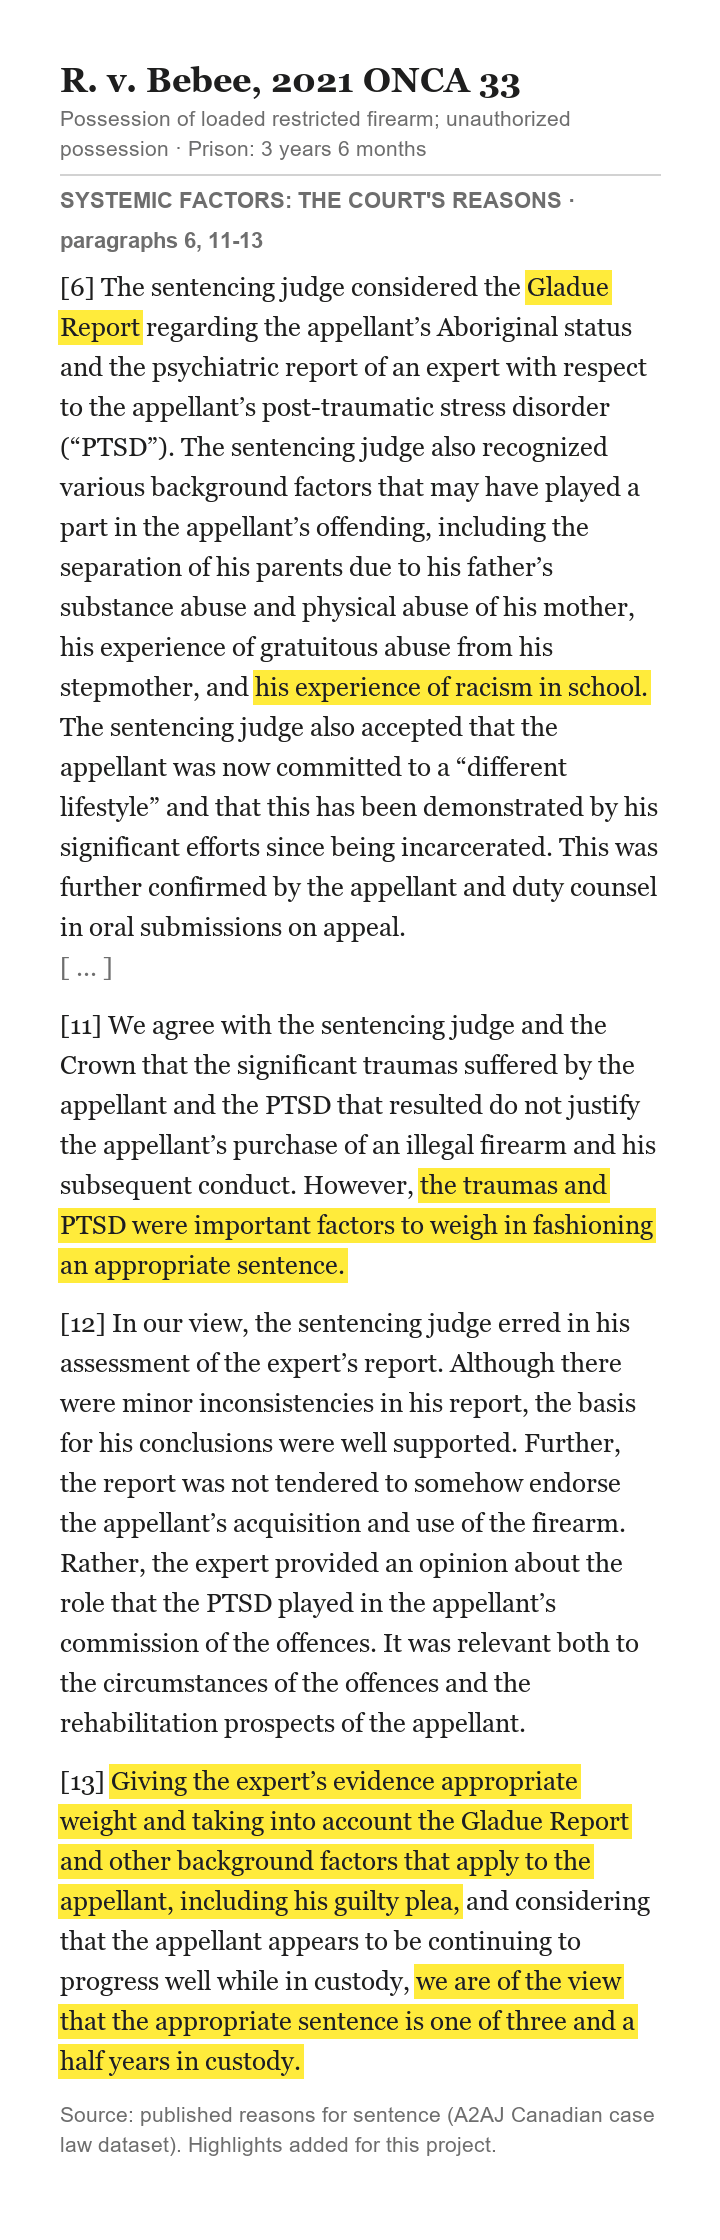 R. v. Bebee, 2021 ONCA 33
Possession of loaded restricted firearm; unauthorized
possession · Prison: 3 years 6 months
SYSTEMIC FACTORS: THE COURT'S REASONS ·
paragraphs 6, 11-13
[6] The sentencing judge considered the Gladue
Report regarding the appellant’s Aboriginal status
and the psychiatric report of an expert with respect
to the appellant’s post-traumatic stress disorder
(“PTSD”). The sentencing judge also recognized
various background factors that may have played a
part in the appellant’s offending, including the
separation of his parents due to his father’s
substance abuse and physical abuse of his mother,
his experience of gratuitous abuse from his
stepmother, and his experience of racism in school.
The sentencing judge also accepted that the
appellant was now committed to a “different
lifestyle” and that this has been demonstrated by his
significant efforts since being incarcerated. This was
further confirmed by the appellant and duty counsel
in oral submissions on appeal.
[ ... ]
[11] We agree with the sentencing judge and the
Crown that the significant traumas suffered by the
appellant and the PTSD that resulted do not justify
the appellant’s purchase of an illegal firearm and his
subsequent conduct. However, the traumas and
PTSD were important factors to weigh in fashioning
an appropriate sentence.
[12] In our view, the sentencing judge erred in his
assessment of the expert’s report. Although there
were minor inconsistencies in his report, the basis
for his conclusions were well supported. Further,
the report was not tendered to somehow endorse
the appellant’s acquisition and use of the firearm.
Rather, the expert provided an opinion about the
role that the PTSD played in the appellant’s
commission of the offences. It was relevant both to
the circumstances of the offences and the
rehabilitation prospects of the appellant.
[13] Giving the expert’s evidence appropriate
weight and taking into account the Gladue Report
and other background factors that apply to the
appellant, including his guilty plea, and considering
that the appellant appears to be continuing to
progress well while in custody, we are of the view
that the appropriate sentence is one of three and a
half years in custody.
Source: published reasons for sentence (A2AJ Canadian case
law dataset). Highlights added for this project.